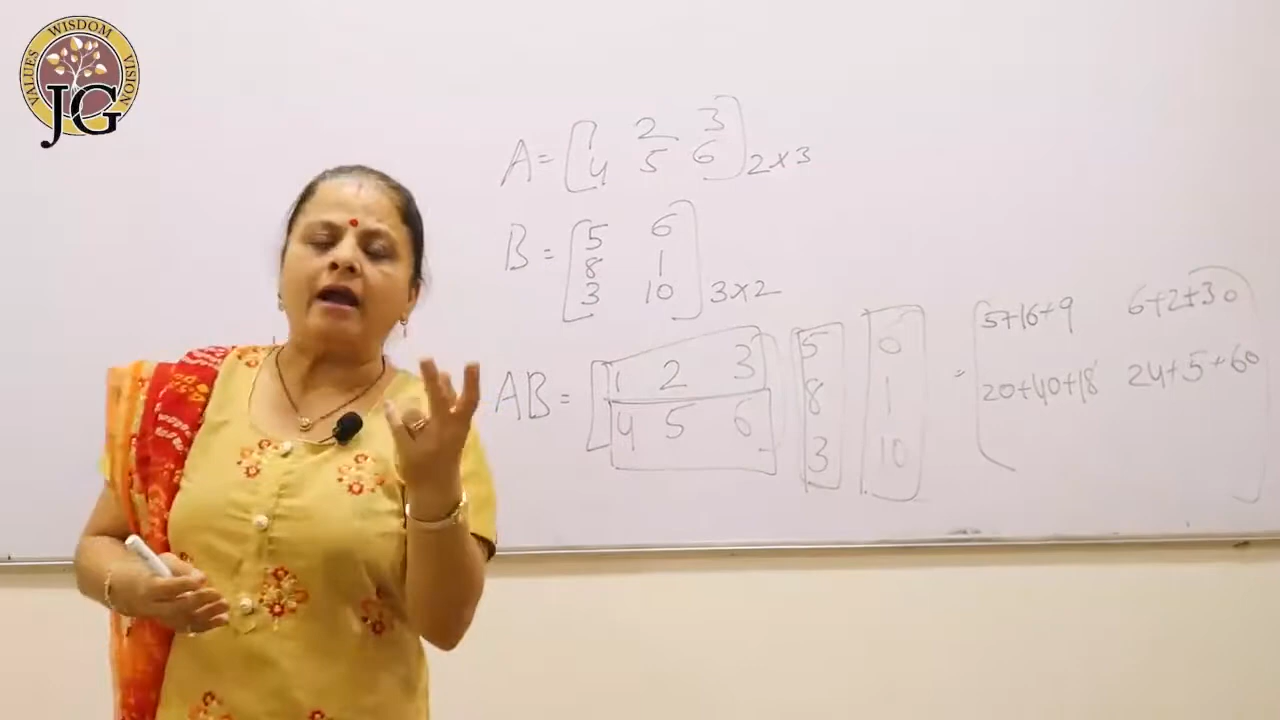 VALUES WISDOM VISION
JG
A = [ 1 2 3
4 5 6 ] 2×3
B = [ 5 6
8 1
3 10 ] 3×2
AB = [ 1 2 3 5 6 = [ 5+16+9 6+2+30
4 5 6 ] 8 1 20+40+18 24+5+60
3 10 ]